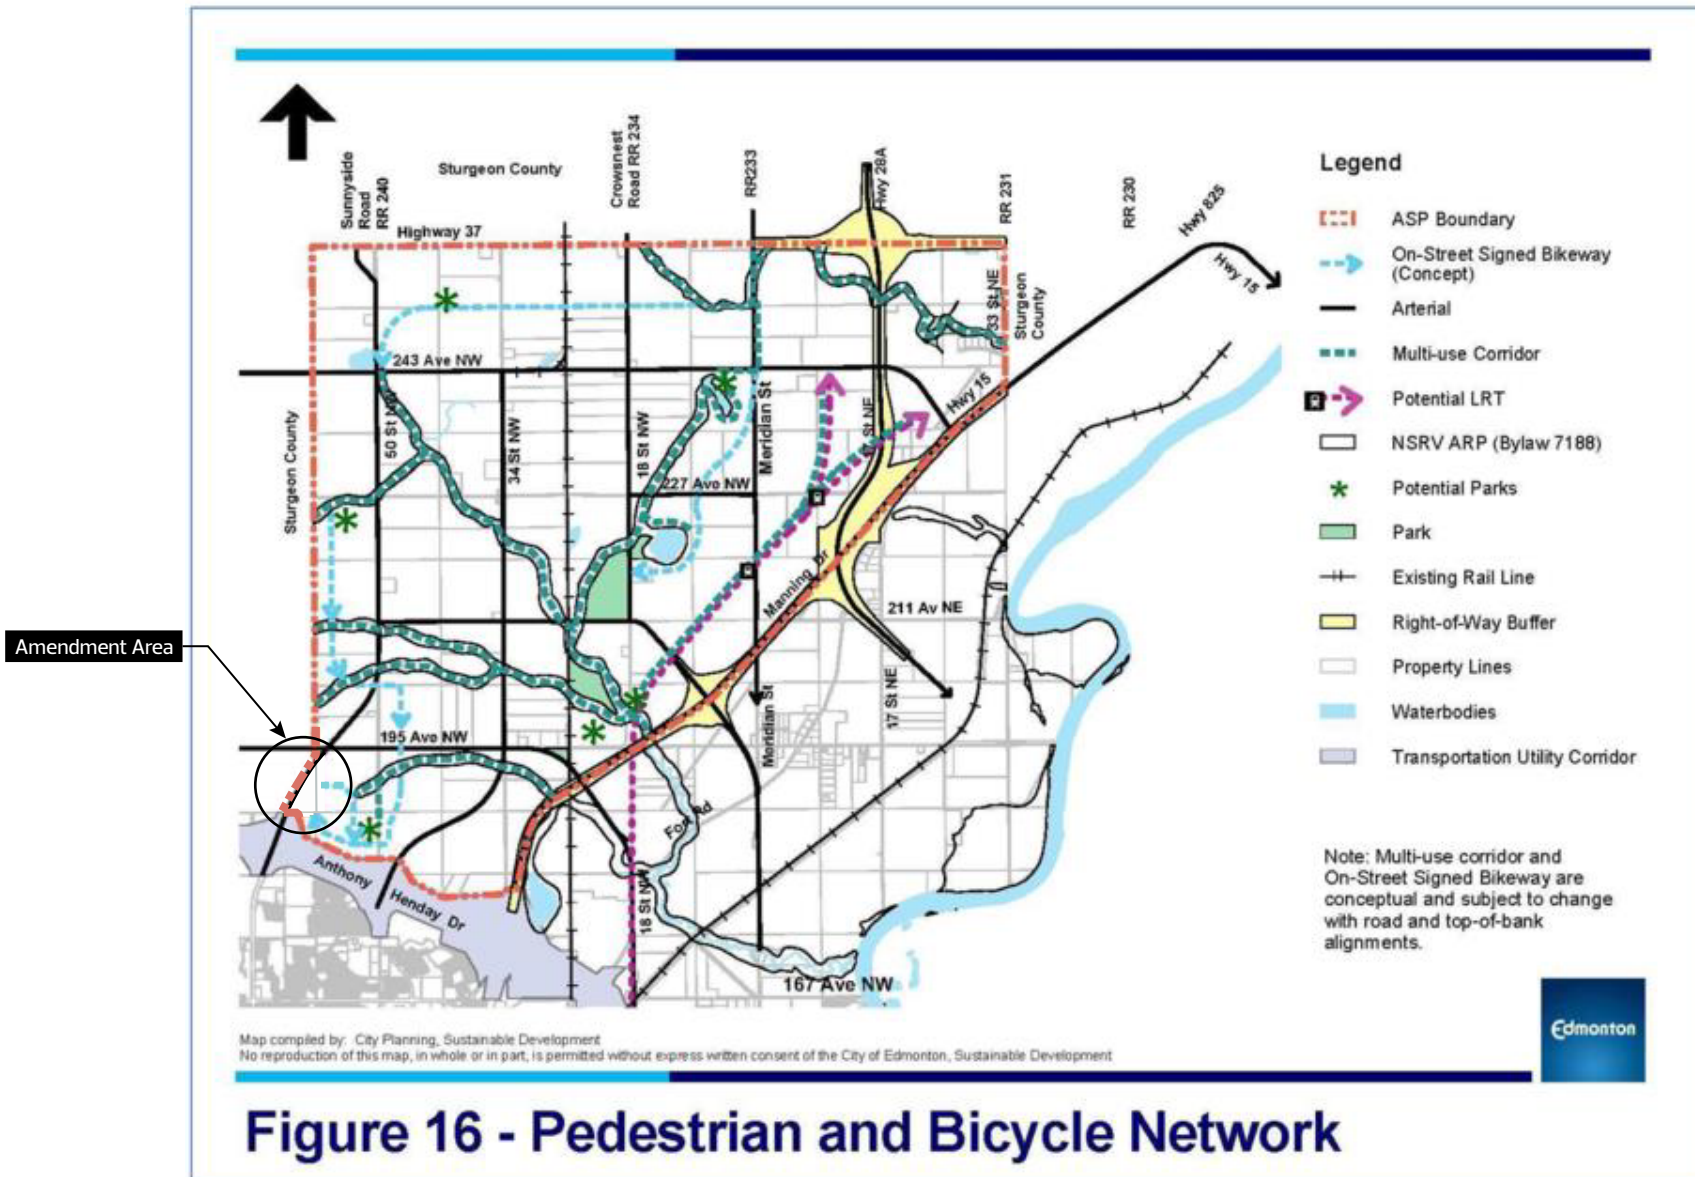 Sunnyside
Road
RR 240
Sturgeon County
Crowsnest
Road RR 234
RR233
Hwy 28A
RR 231
RR 230
Hwy 825
Hwy 15
Highway 37
33 St NE
Sturgeon
County
243 Ave NW
Hwy 15
50 St NW
34 St NW
18 St NW
Meridian St
Sturgeon County
227 Ave NW
Manning Dr
211 Av NE
17 St NE
Meridian St
195 Ave NW
Amendment Area
Anthony
Henday Dr
18 St NW
167 Ave NW
Legend
ASP Boundary
On-Street Signed Bikeway
(Concept)
Arterial
Multi-use Corridor
Potential LRT
NSRV ARP (Bylaw 7188)
Potential Parks
Park
Existing Rail Line
Right-of-Way Buffer
Property Lines
Waterbodies
Transportation Utility Corridor
Note: Multi-use corridor and
On-Street Signed Bikeway are
conceptual and subject to change
with road and top-of-bank
alignments.
Edmonton
Map compiled by: City Planning, Sustainable Development
No reproduction of this map, in whole or in part, is permitted without express written consent of the City of Edmonton, Sustainable Development
Figure 16 - Pedestrian and Bicycle Network